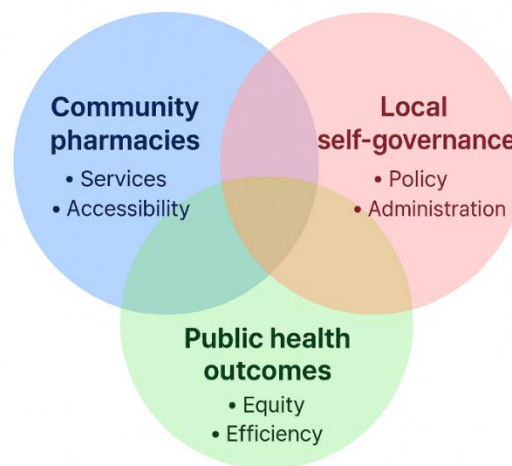 Community
pharmacies
• Services
• Accessibility
Local
self-governance
• Policy
• Administration
Public health
outcomes
• Equity
• Efficiency